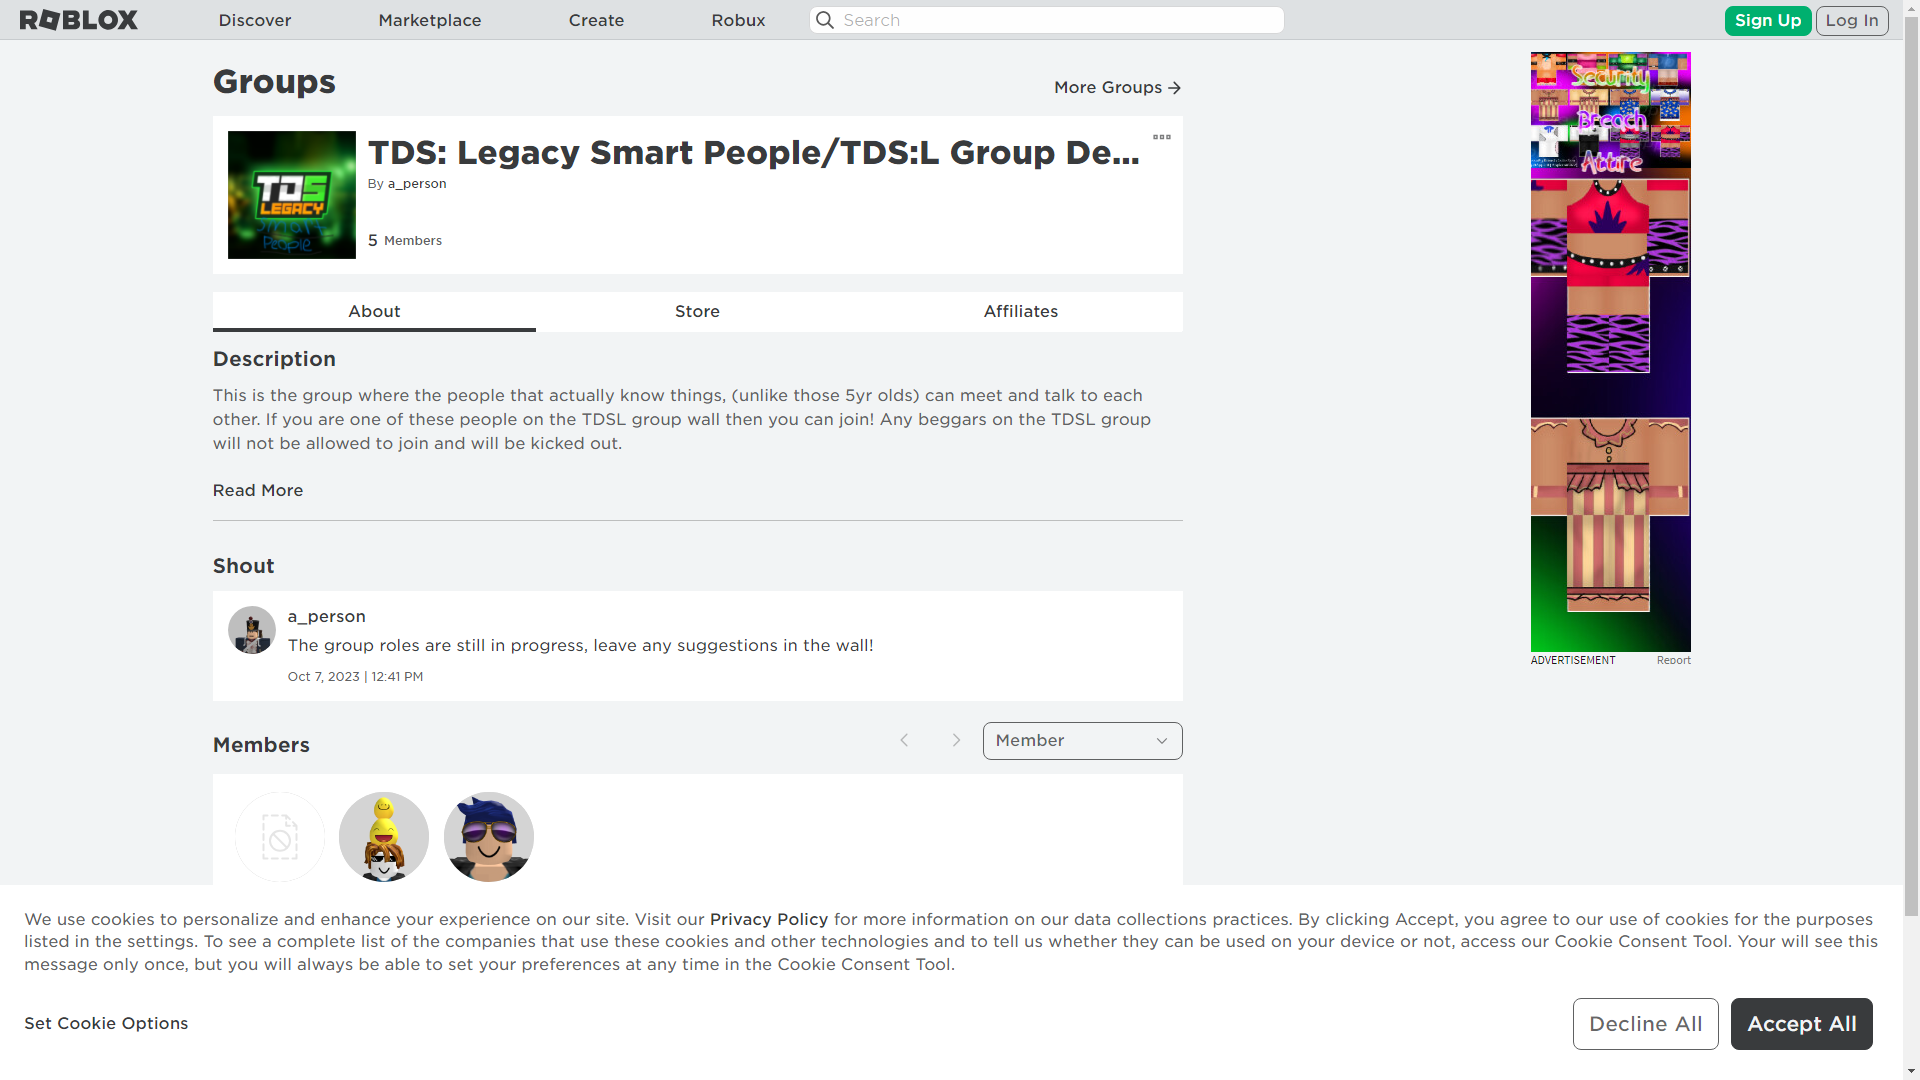 ROBLOX
Discover
Marketplace
Create
Robux
Search
Sign Up
Log In
Groups
More Groups
TDS LEGACY
Smart
People
TDS: Legacy Smart People/TDS:L Group De...
By a_person
5 Members
About
Store
Affiliates
Description
This is the group where the people that actually know things, (unlike those 5yr olds) can meet and talk to each
other. If you are one of these people on the TDSL group wall then you can join! Any beggars on the TDSL group
will not be allowed to join and will be kicked out.
Read More
Shout
a_person
The group roles are still in progress, leave any suggestions in the wall!
Oct 7, 2023 | 12:41 PM
Members
Member
Security
Breach
Attire
ADVERTISEMENT
Report
We use cookies to personalize and enhance your experience on our site. Visit our Privacy Policy for more information on our data collections practices. By clicking Accept, you agree to our use of cookies for the purposes
listed in the settings. To see a complete list of the companies that use these cookies and other technologies and to tell us whether they can be used on your device or not, access our Cookie Consent Tool. Your will see this
message only once, but you will always be able to set your preferences at any time in the Cookie Consent Tool.
Set Cookie Options
Decline All
Accept All